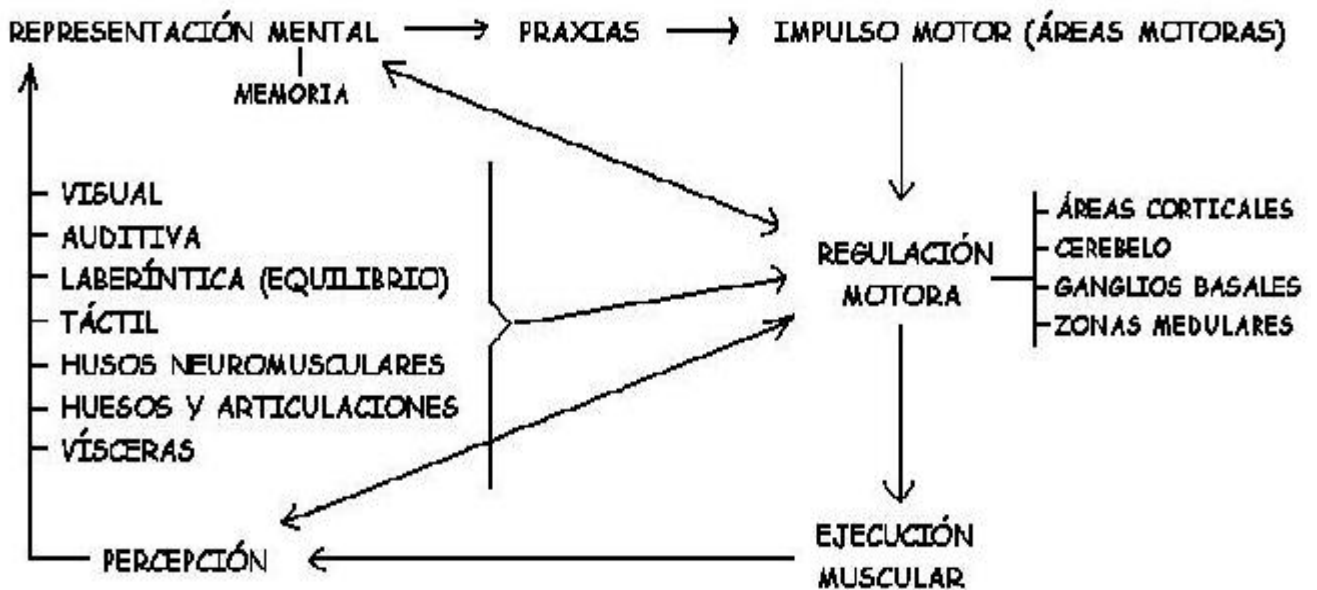 REPRESENTACIÓN MENTAL
PRAXIAS
IMPULSO MOTOR (ÁREAS MOTORAS)
MEMORIA
VISUAL
AUDITIVA
LABERÍNTICA (EQUILIBRIO)
TÁCTIL
HUSOS NEUROMUSCULARES
HUESOS Y ARTICULACIONES
VÍSCERAS
REGULACIÓN
MOTORA
ÁREAS CORTICALES
CEREBELO
GANGLIOS BASALES
ZONAS MEDULARES
PERCEPCIÓN
EJECUCIÓN
MUSCULAR